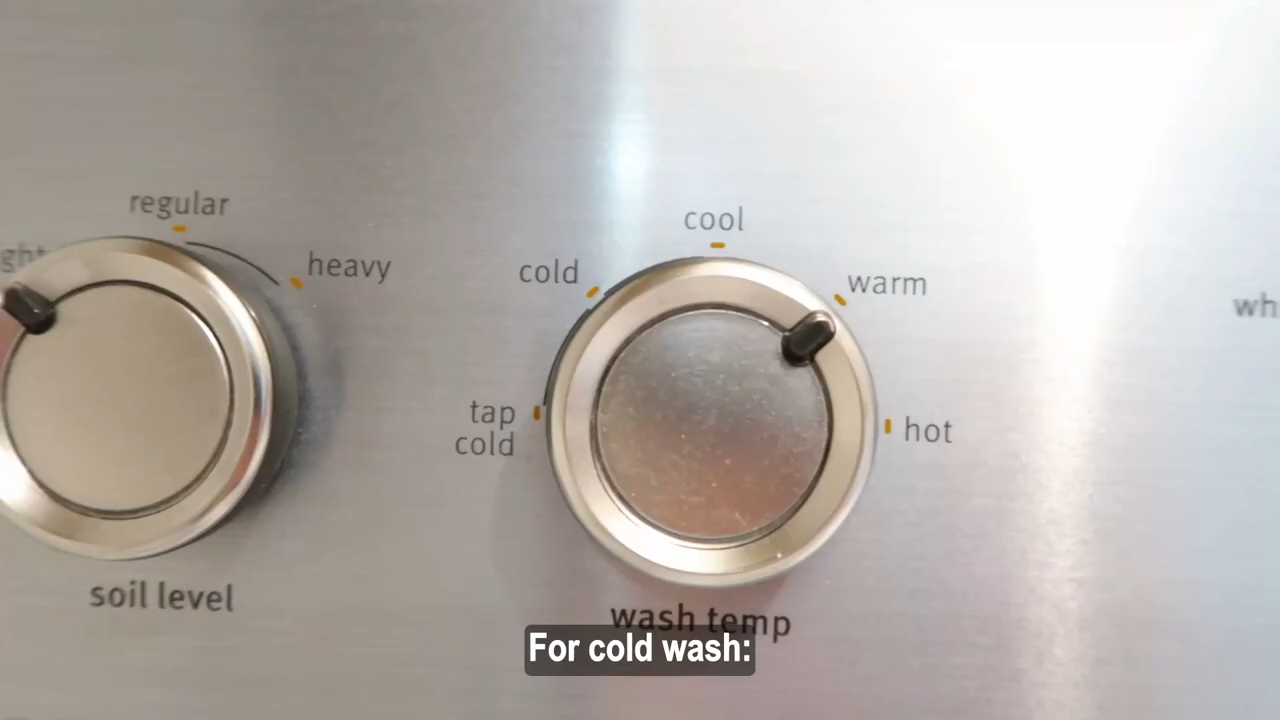 regular
heavy
soil level
cool
cold
warm
tap
cold
hot
wash temp
For cold wash: